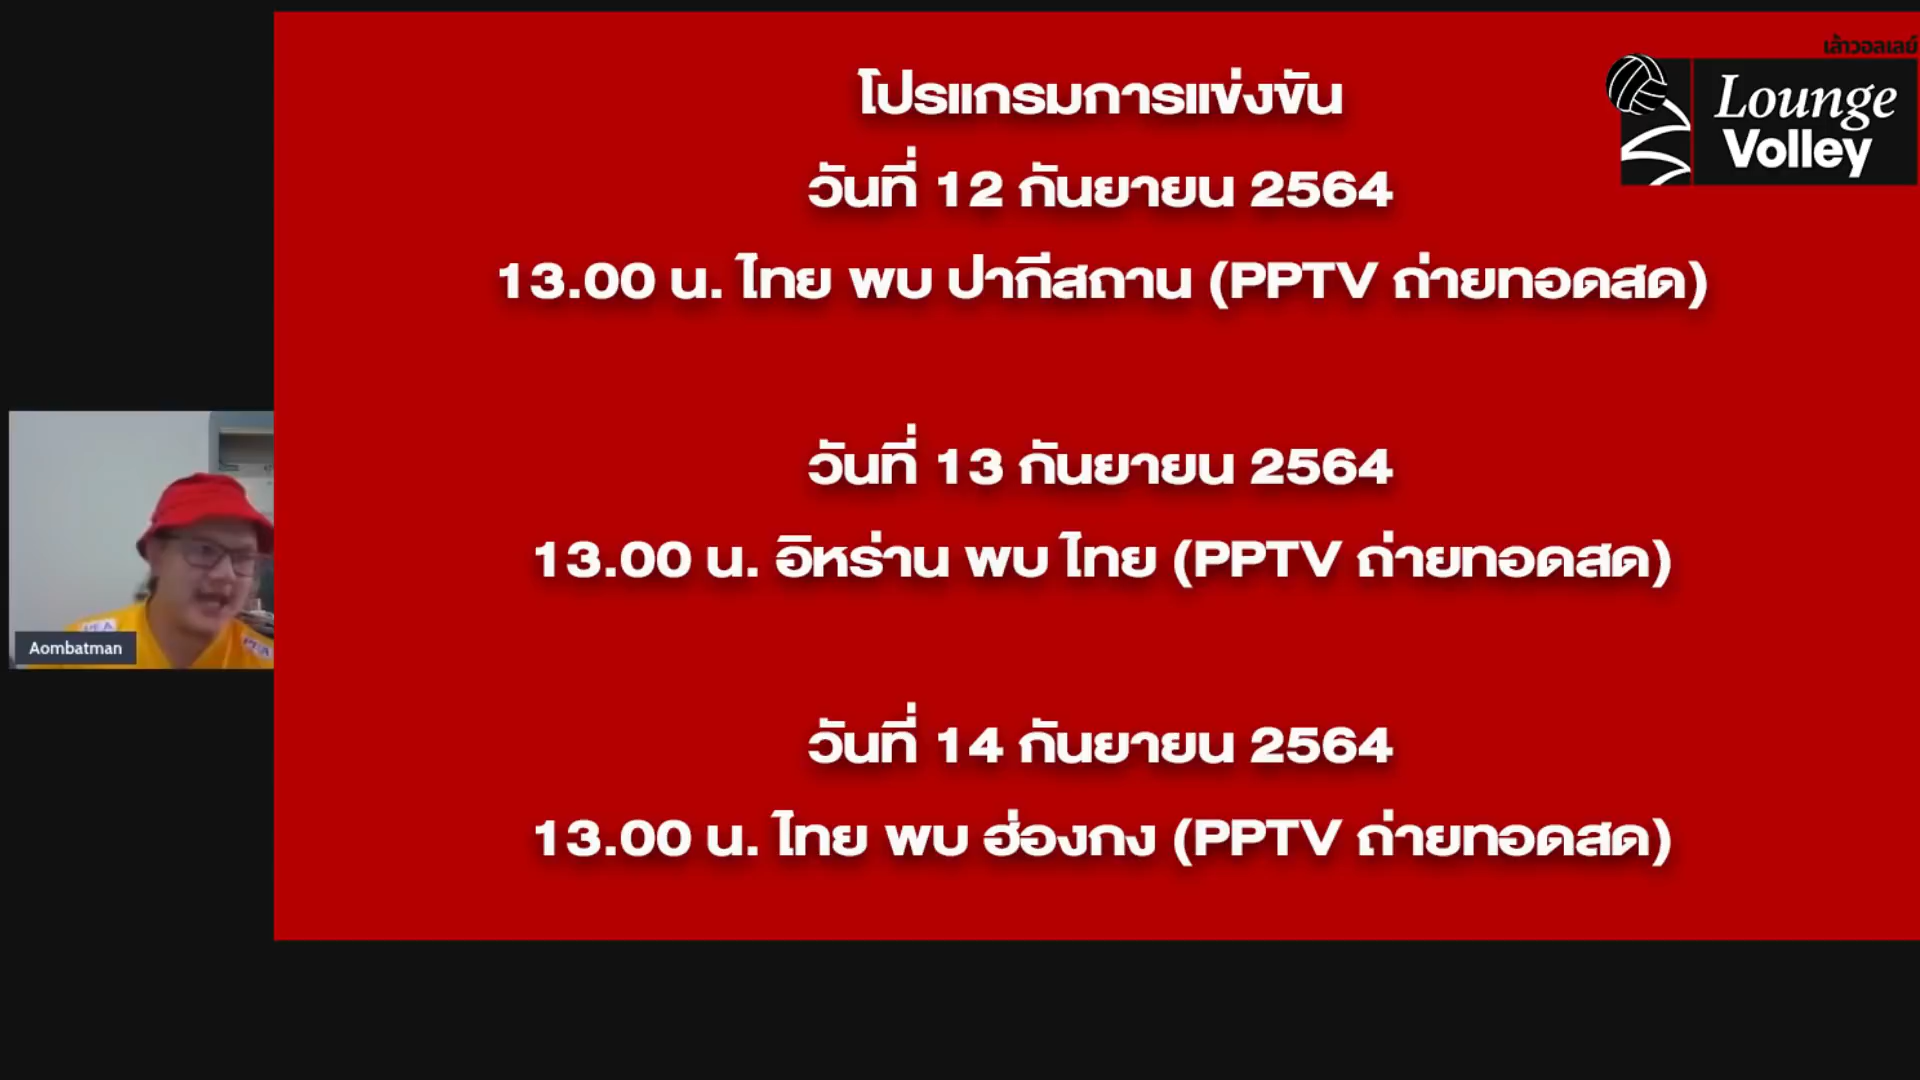 เล้าวอลเลย์
Lounge
Volley
โปรแกรมการแข่งขัน
วันที่ 12 กันยายน 2564
13.00 น. ไทย พบ ปากีสถาน (PPTV ถ่ายทอดสด)
วันที่ 13 กันยายน 2564
13.00 น. อิหร่าน พบ ไทย (PPTV ถ่ายทอดสด)
วันที่ 14 กันยายน 2564
13.00 น. ไทย พบ ฮ่องกง (PPTV ถ่ายทอดสด)
PEA
PEA
Aombatman